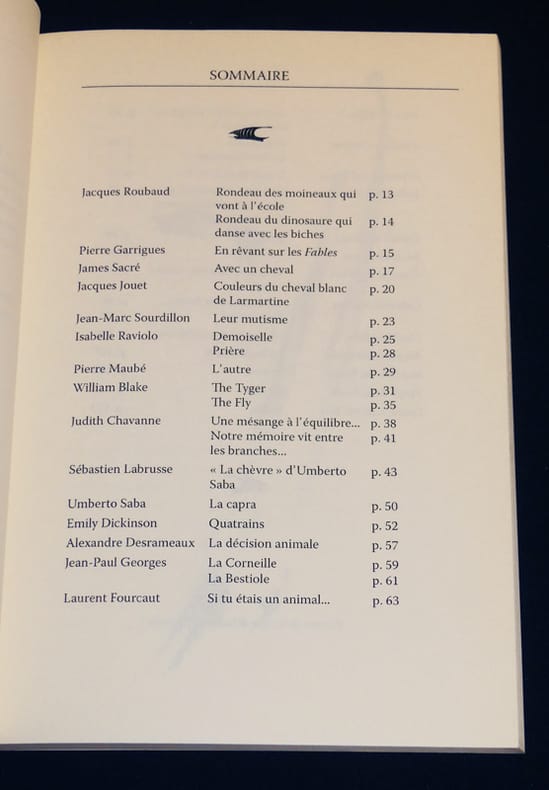 SOMMAIRE
Jacques Roubaud Rondeau des moineaux qui p. 13
vont à l'école
Rondeau du dinosaure qui p. 14
danse avec les biches
Pierre Garrigues En rêvant sur les Fables p. 15
James Sacré Avec un cheval p. 17
Jacques Jouet Couleurs du cheval blanc p. 20
de Larmartine
Jean-Marc Sourdillon Leur mutisme p. 23
Isabelle Raviolo Demoiselle p. 25
Prière p. 28
Pierre Maubé L'autre p. 29
William Blake The Tyger p. 31
The Fly p. 35
Judith Chavanne Une mésange à l'équilibre... p. 38
Notre mémoire vit entre p. 41
les branches...
Sébastien Labrusse « La chèvre » d'Umberto p. 43
Saba
Umberto Saba La capra p. 50
Emily Dickinson Quatrains p. 52
Alexandre Desrameaux La décision animale p. 57
Jean-Paul Georges La Corneille p. 59
La Bestiole p. 61
Laurent Fourcaut Si tu étais un animal... p. 63